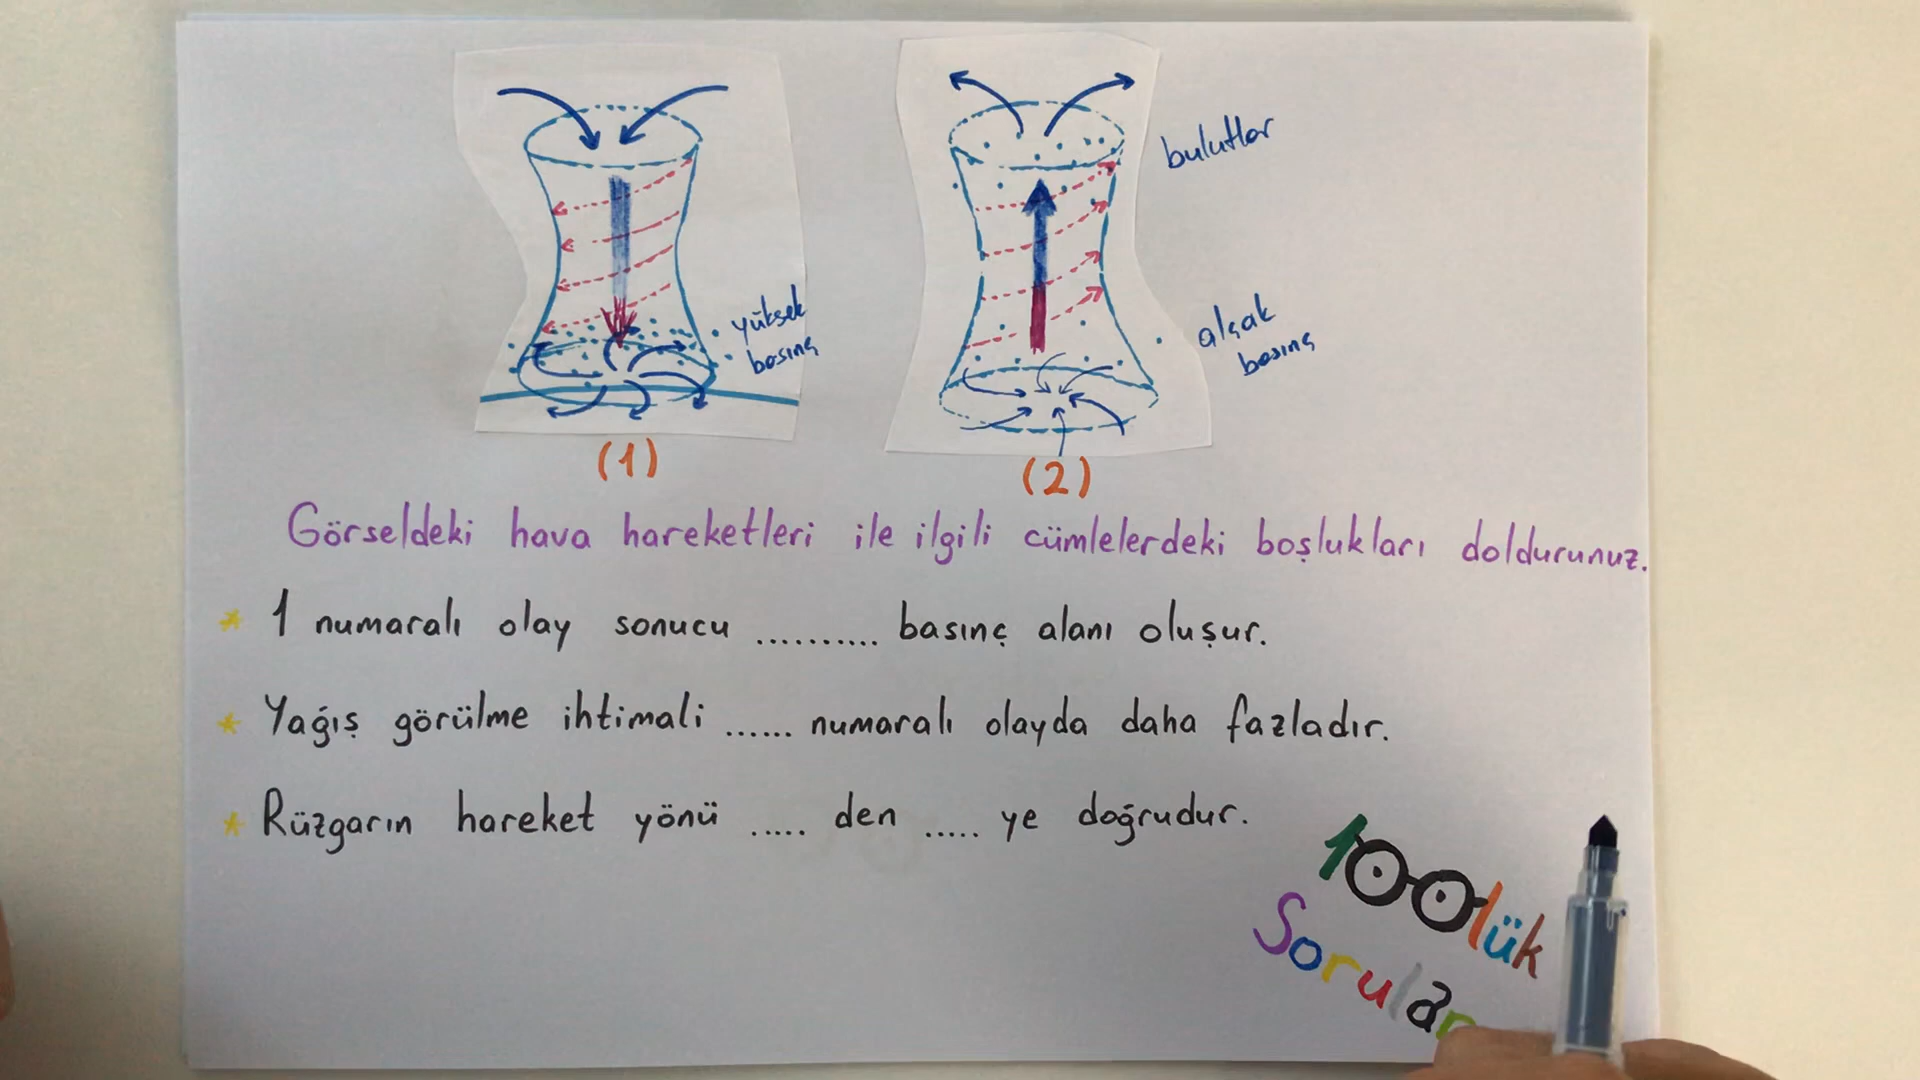 yüksek
basınç
bulutlar
alçak
basınç
(1)
(2)
Görseldeki hava hareketleri ile ilgili cümlelerdeki boşlukları doldurunuz.
* 1 numaralı olay sonucu .......... basınç alanı oluşur.
* Yağış görülme ihtimali ...... numaralı olayda daha fazladır.
* Rüzgarın hareket yönü ..... den ..... ye doğrudur.
100lük
Sorular